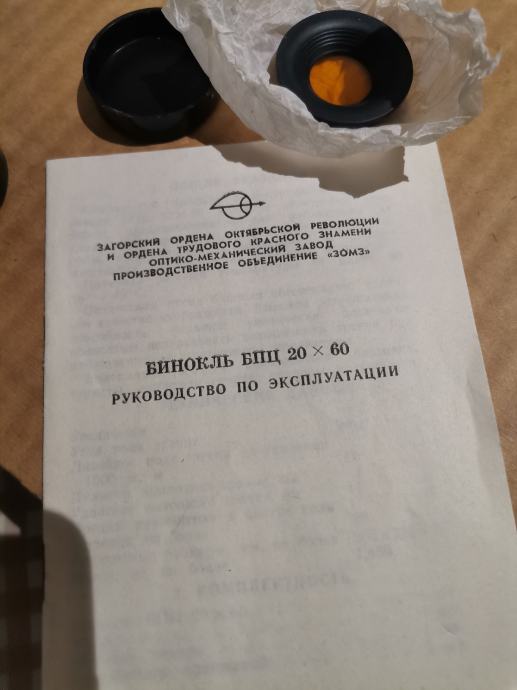 ЗАГОРСКИЙ ОРДЕНА ОКТЯБРЬСКОЙ РЕВОЛЮЦИИ
И ОРДЕНА ТРУДОВОГО КРАСНОГО ЗНАМЕНИ
ОПТИКО-МЕХАНИЧЕСКИЙ ЗАВОД
ПРОИЗВОДСТВЕННОЕ ОБЪЕДИНЕНИЕ «ЗОМЗ»
БИНОКЛЬ БПЦ 20 × 60
РУКОВОДСТВО ПО ЭКСПЛУАТАЦИИ